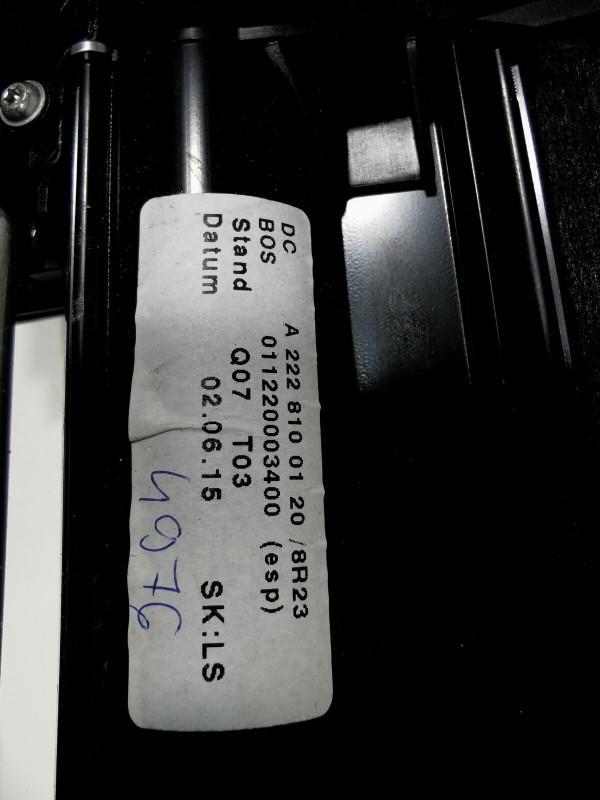 DC A 222 810 01 20 /8R23
BOS 011220003400 (esp)
Stand Q07 T03
Datum 02.06.15 SK:LS
4976